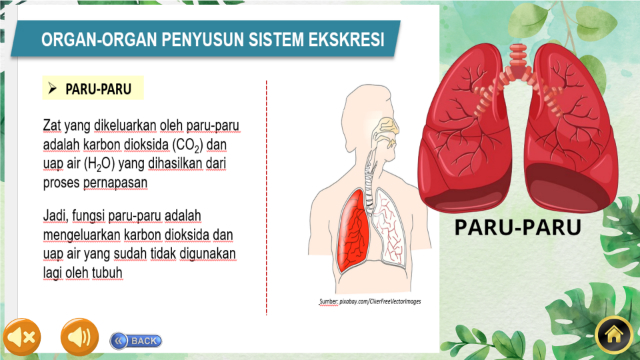 ORGAN-ORGAN PENYUSUN SISTEM EKSKRESI
➢ PARU-PARU
Zat yang dikeluarkan oleh paru-paru
adalah karbon dioksida (CO₂) dan
uap air (H₂O) yang dihasilkan dari
proses pernapasan
Jadi, fungsi paru-paru adalah
mengeluarkan karbon dioksida dan
uap air yang sudah tidak digunakan
lagi oleh tubuh
PARU-PARU
Sumber: pixabay.com/ClkerFreeVectorImages
BACK